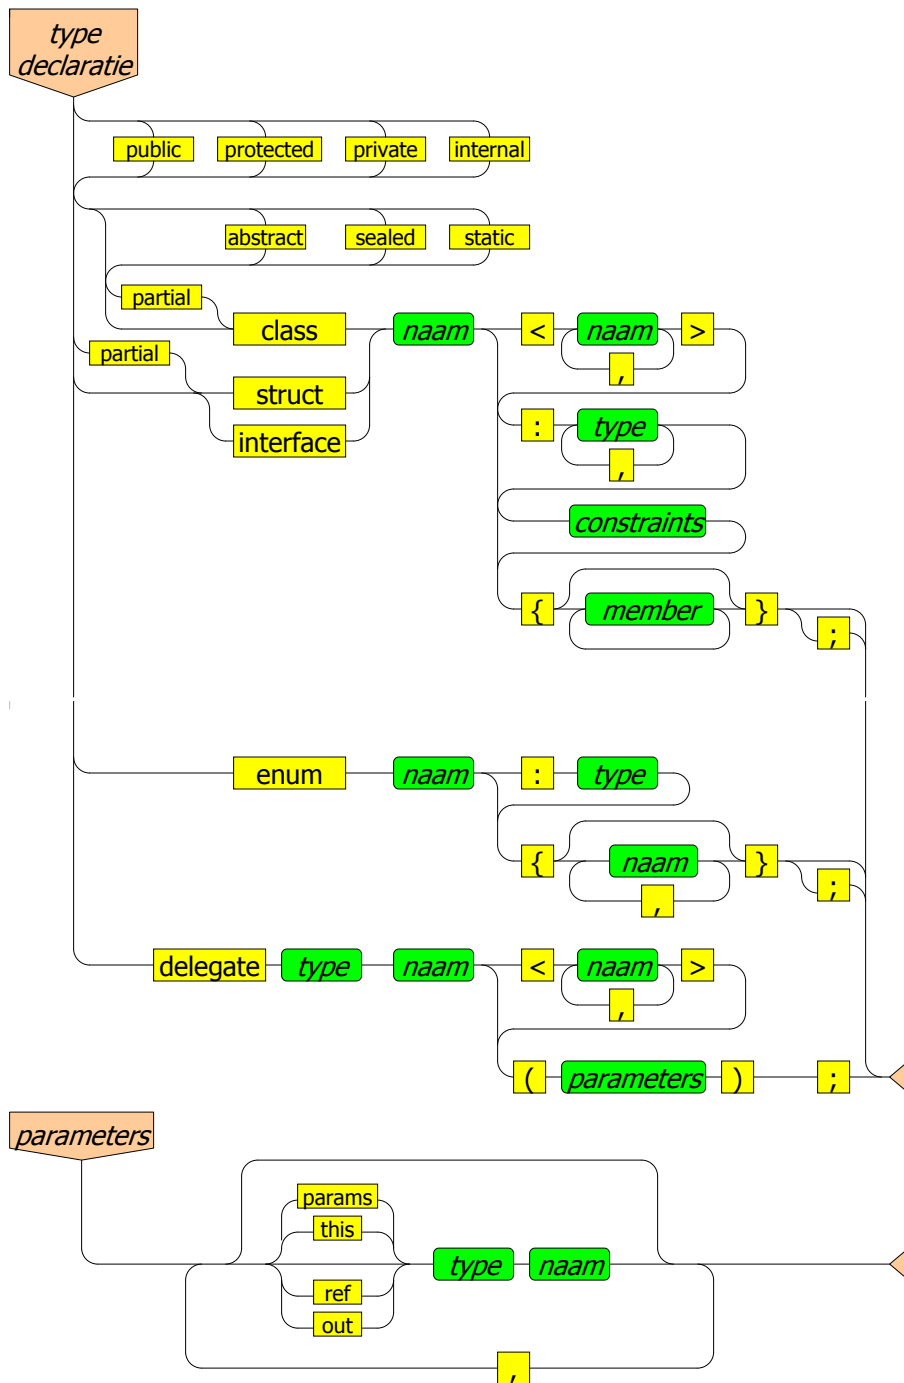 type
declaratie
public protected private internal
abstract sealed static
partial
class naam < naam >
partial ,
struct
: type
interface ,
constraints
{ member }
;
enum naam : type
{ naam }
, ;
delegate type naam < naam >
,
( parameters ) ;
parameters
params
this
type naam
ref
out
,